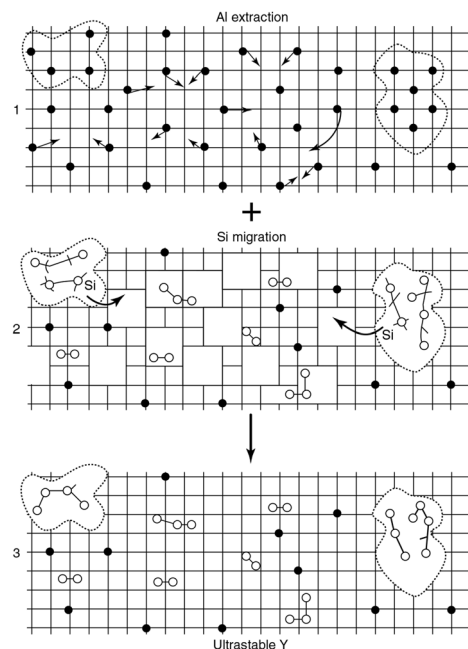 Al extraction
1
+
Si migration
Si
2
Si
3
Ultrastable Y